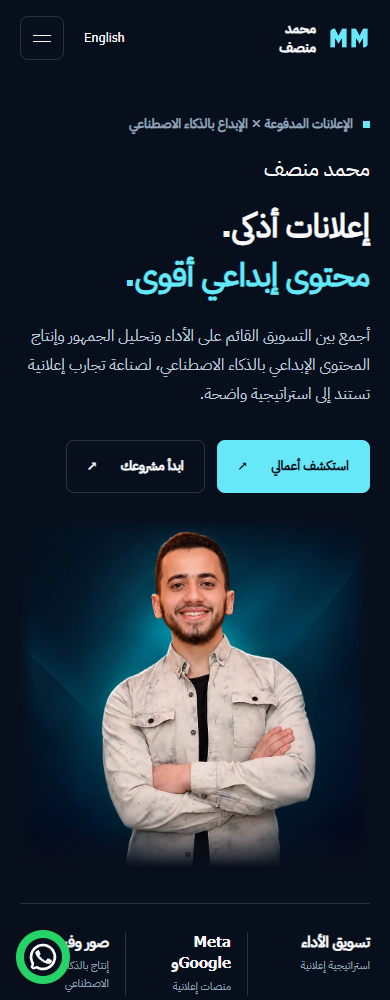 محمد
منصف
MM
English
الإعلانات المدفوعة × الإبداع بالذكاء الاصطناعي
محمد منصف
إعلانات أذكى.
محتوى إبداعي أقوى.
أجمع بين التسويق القائم على الأداء وتحليل الجمهور وإنتاج
المحتوى الإبداعي بالذكاء الاصطناعي، لصناعة تجارب إعلانية
تستند إلى استراتيجية واضحة.
استكشف أعمالي ↗
ابدأ مشروعك ↗
تسويق الأداء
استراتيجية إعلانية
Meta
وGoogle
منصات إعلانية
صور
إنتاج
الاصطناعي